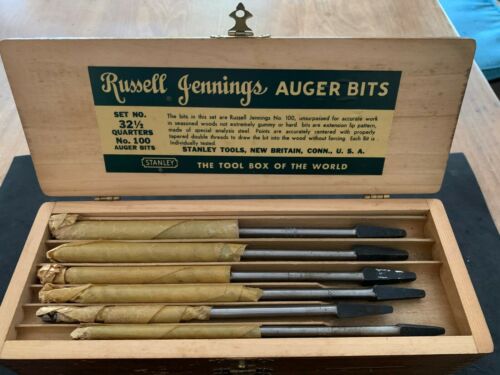 Russell Jennings AUGER BITS
SET NO.
32½
QUARTERS
No. 100
AUGER BITS
The bits in this set are Russell Jennings No. 100, unsurpassed for accurate work
in seasoned woods not extremely gummy or hard. bits are extension lip pattern,
made of special analysis steel. Points are accurately centered with properly
tapered double threads to draw the bit into the wood without forcing. Each Bit is
individually tested.
STANLEY TOOLS, NEW BRITAIN, CONN., U. S. A.
STANLEY
THE TOOL BOX OF THE WORLD